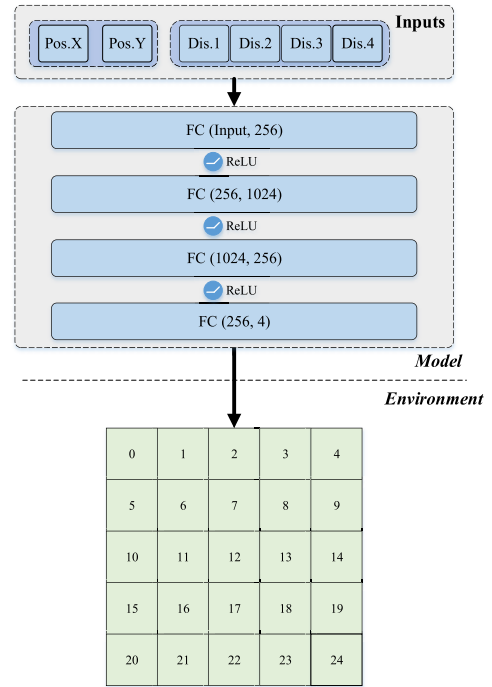 Inputs
Pos.X Pos.Y Dis.1 Dis.2 Dis.3 Dis.4
FC (Input, 256)
ReLU
FC (256, 1024)
ReLU
FC (1024, 256)
ReLU
FC (256, 4)
Model
Environment
0 1 2 3 4
5 6 7 8 9
10 11 12 13 14
15 16 17 18 19
20 21 22 23 24